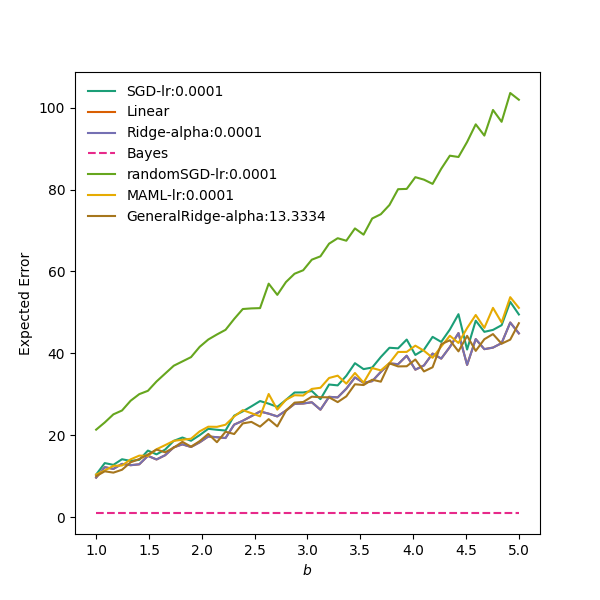 SGD-lr:0.0001
Linear
Ridge-alpha:0.0001
Bayes
randomSGD-lr:0.0001
MAML-lr:0.0001
GeneralRidge-alpha:13.3334
Expected Error
100
80
60
40
20
0
1.0 1.5 2.0 2.5 3.0 3.5 4.0 4.5 5.0
b